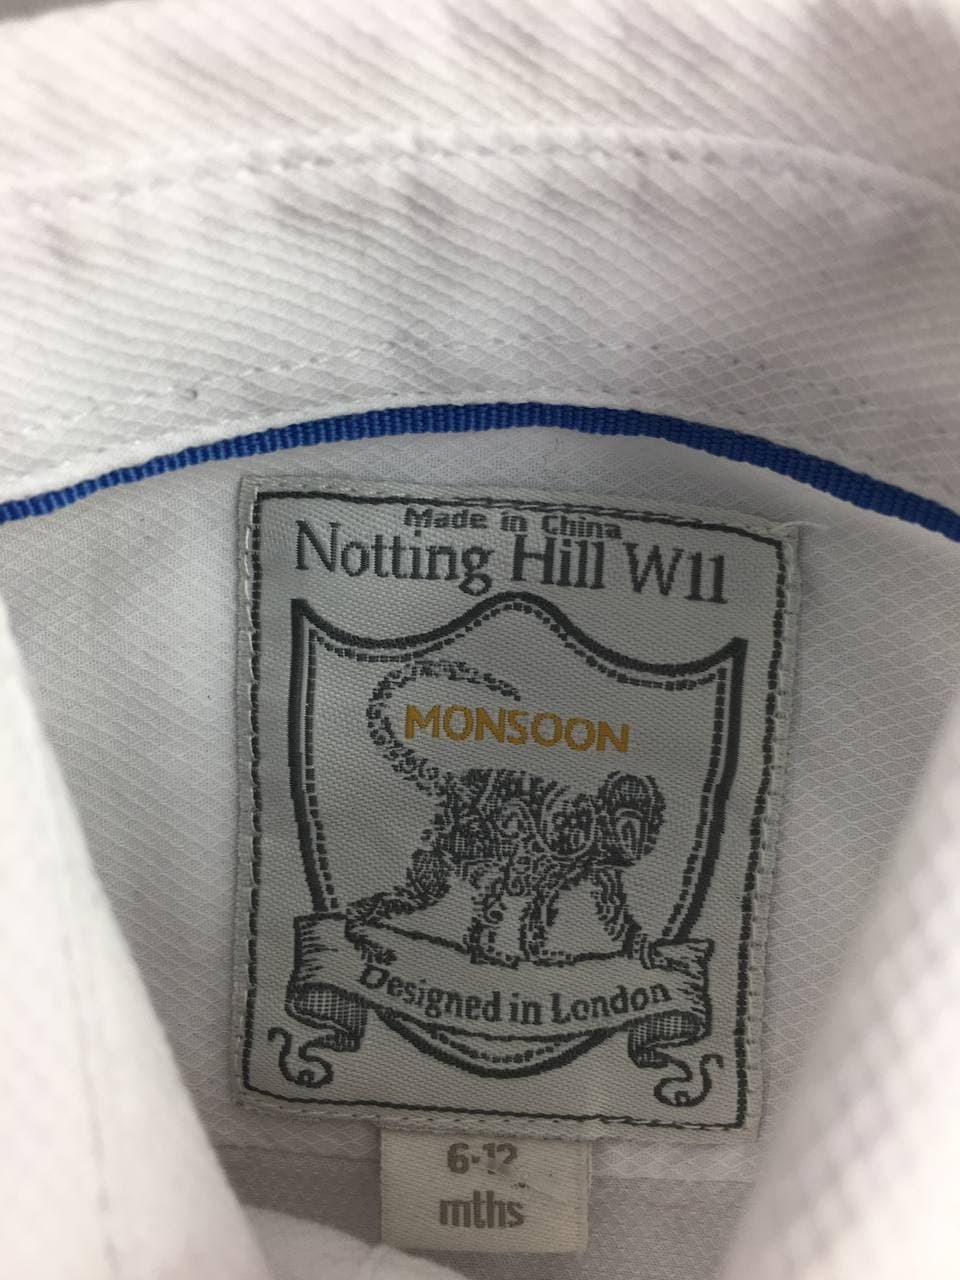 Made in China
Notting Hill W11
MONSOON
Designed in London
6-12
mths